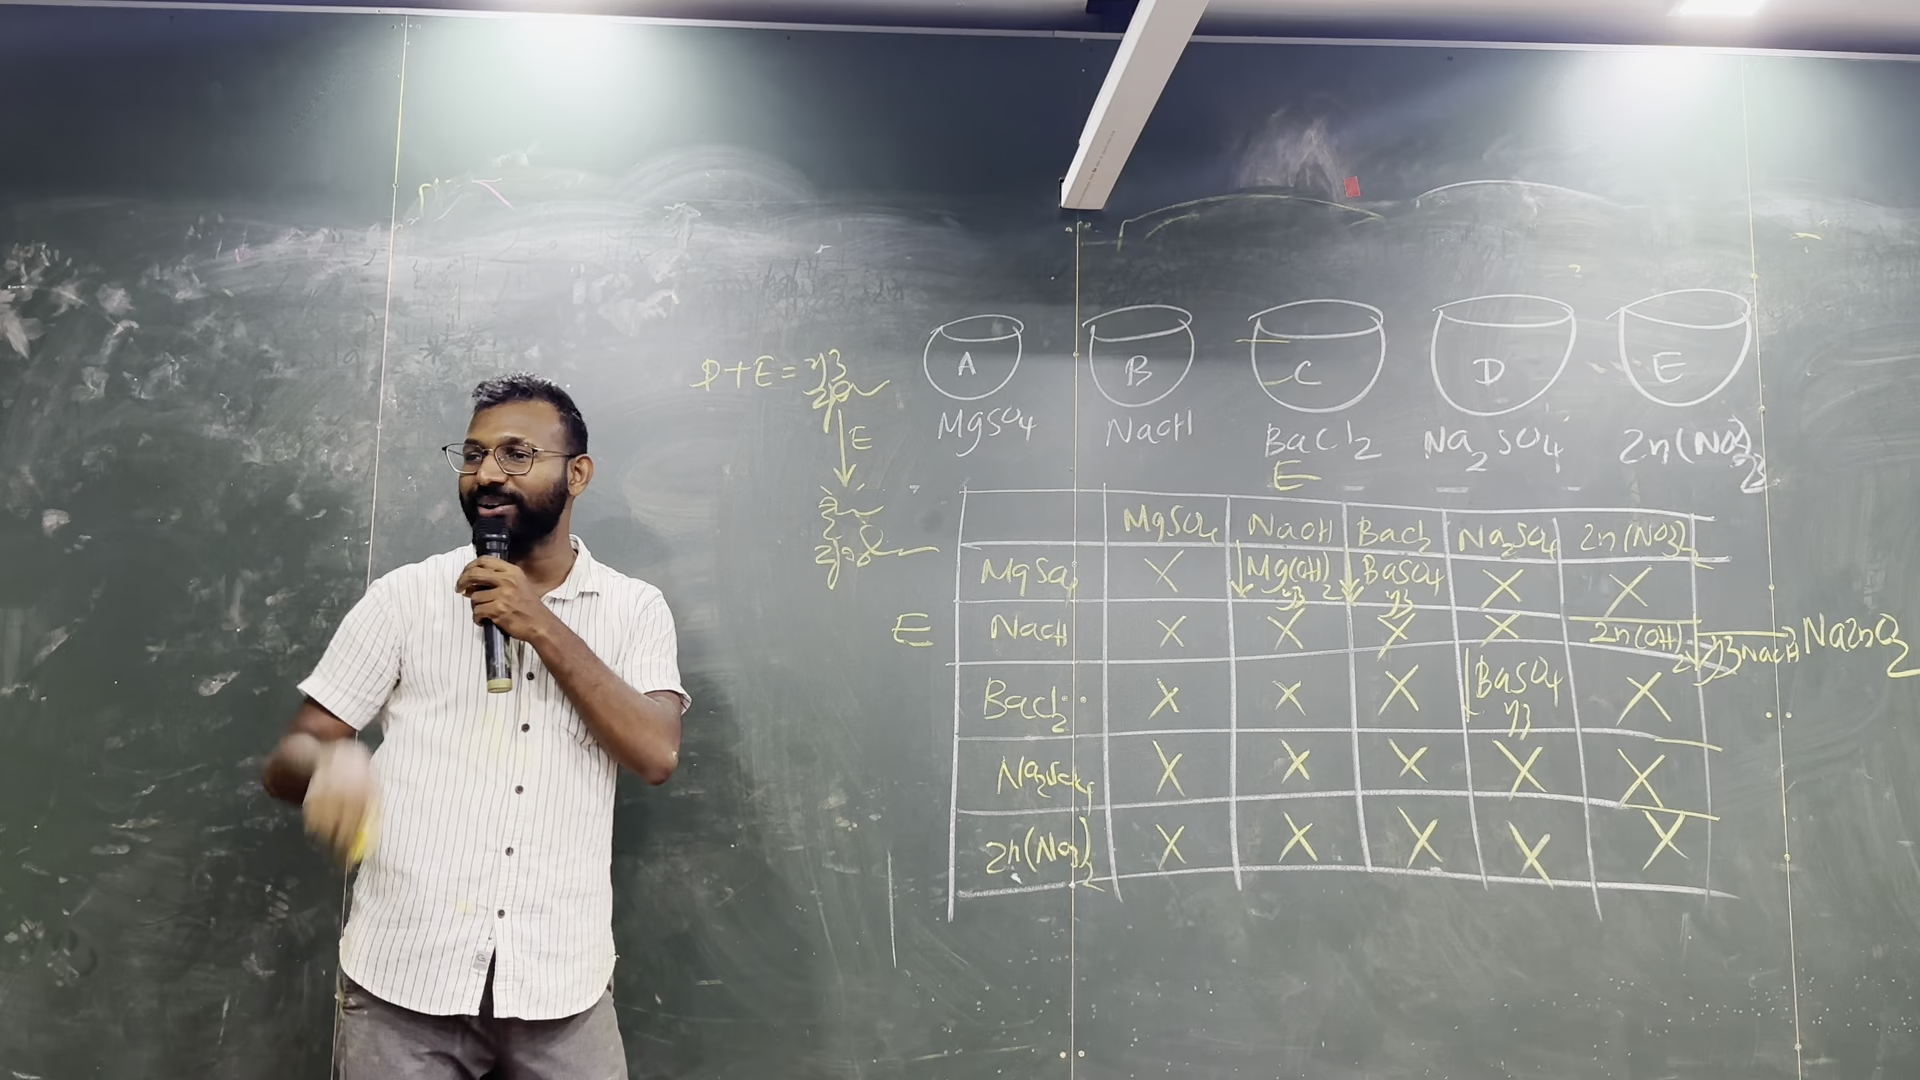 A B C D E
MgSO4 NaOH BaCl2 Na2SO4 Zn(NO3)2
E
E
MgSO4 NaOH BaCl2 Na2SO4 Zn(NO3)2
MgSO4 X Mg(OH)2 BaSO4 X X
E NaOH X X X X Zn(OH)2 NaOH NaZnO2
BaCl2 X X X BaSO4 X
Na2SO4 X X X X X
Zn(NO3)2 X X X X X